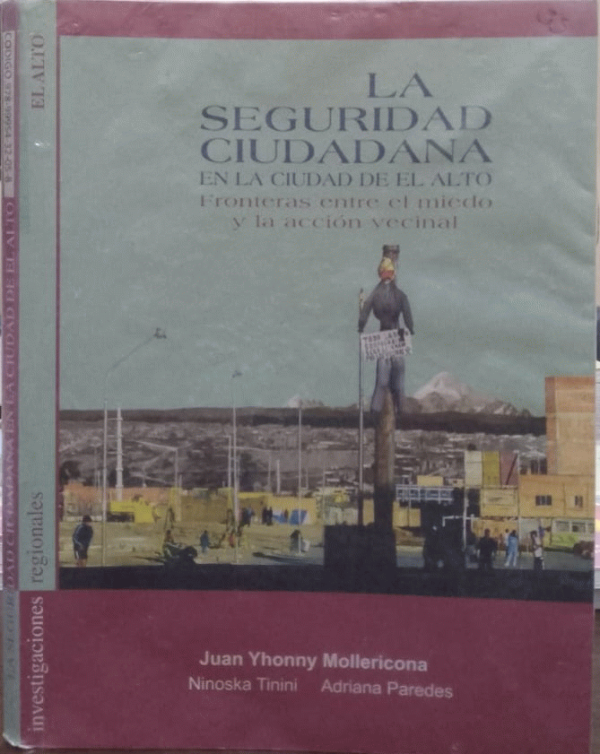 LA
SEGURIDAD
CIUDADANA
EN LA CIUDAD DE EL ALTO
Fronteras entre el miedo
y la acción vecinal
Juan Yhonny Mollericona
Ninoska Tinini Adriana Paredes
EL ALTO
investigaciones regionales
LA SEGURIDAD CIUDADANA EN LA CIUDAD DE EL ALTO